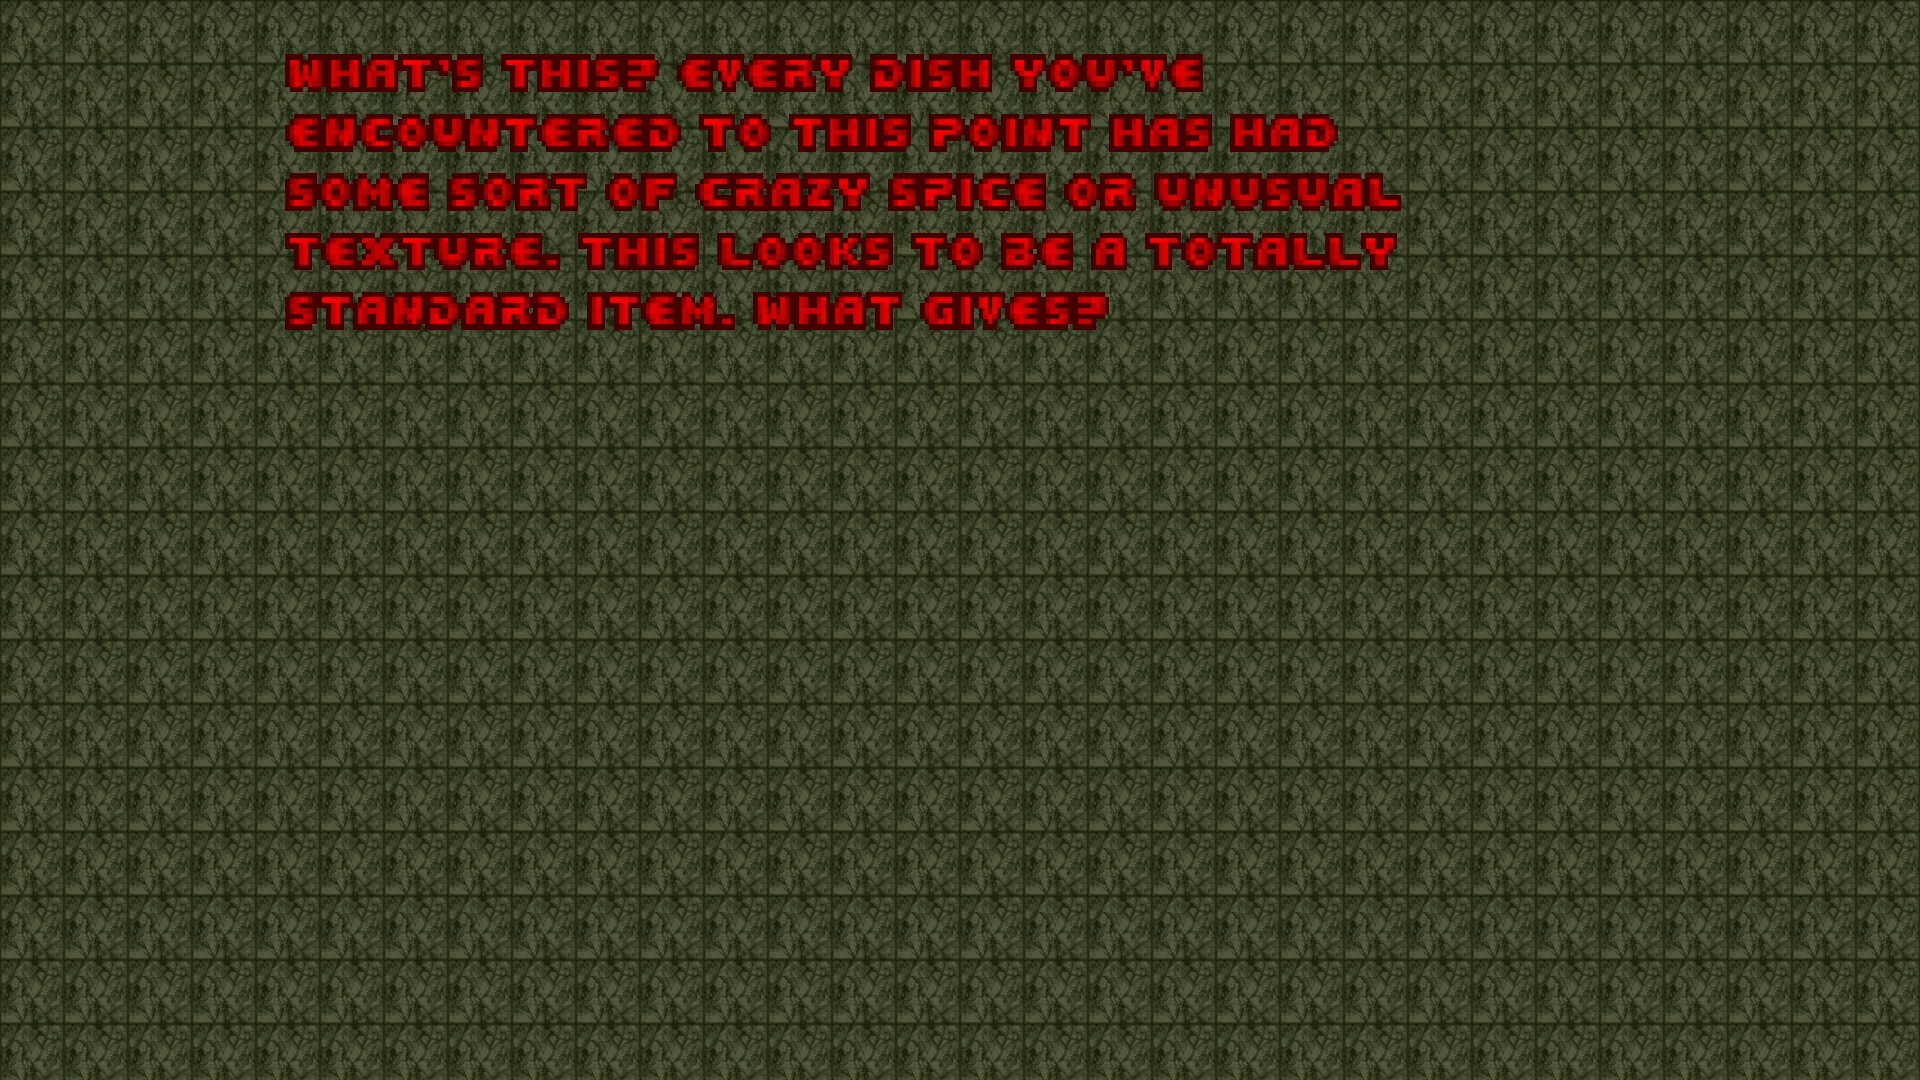 WHAT'S THIS? EVERY DISH YOU'VE
ENCOUNTERED TO THIS POINT HAS HAD
SOME SORT OF CRAZY SPICE OR UNUSUAL
TEXTURE. THIS LOOKS TO BE A TOTALLY
STANDARD ITEM. WHAT GIVES?